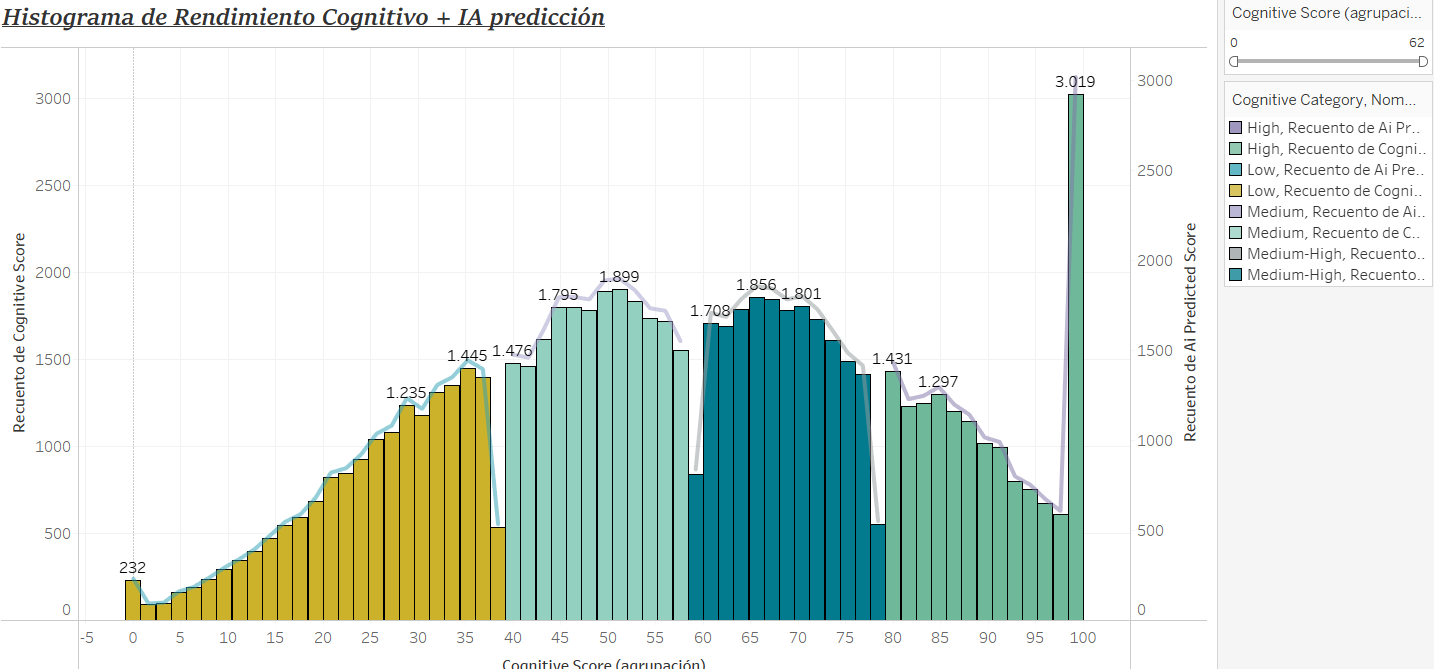 Histograma de Rendimiento Cognitivo + IA predicción
Recuento de Cognitive Score
3000
2500
2000
1500
1000
500
0
232
1.235
1.445
1.476
1.795
1.899
1.708
1.856
1.801
1.431
1.297
3.019
3000
2500
2000
1500
1000
500
0
Recuento de Ai Predicted Score
-5 0 5 10 15 20 25 30 35 40 45 50 55 60 65 70 75 80 85 90 95 100
Cognitive Score (agrupación)
Cognitive Score (agrupaci...
0 62
Cognitive Category, Nom...
High, Recuento de Ai Pr..
High, Recuento de Cogni..
Low, Recuento de Ai Pre..
Low, Recuento de Cogni..
Medium, Recuento de Ai..
Medium, Recuento de C..
Medium-High, Recuento..
Medium-High, Recuento..